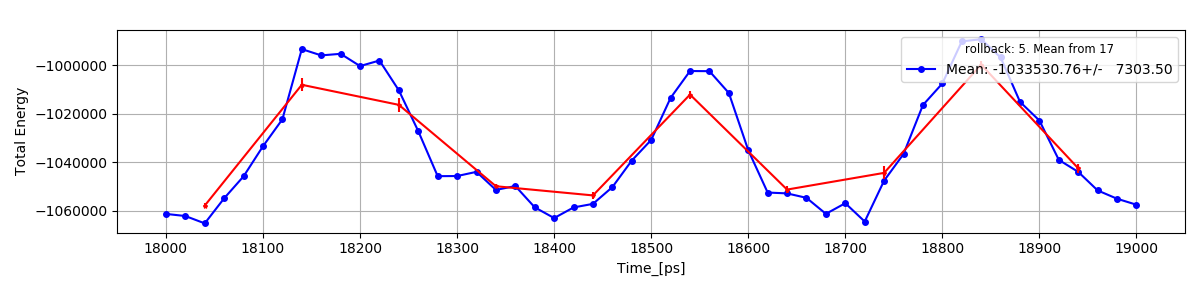 rollback: 5. Mean from 17
Mean: -1033530.76+/-   7303.50
Total Energy
−1000000
−1020000
−1040000
−1060000
18000 18100 18200 18300 18400 18500 18600 18700 18800 18900 19000
Time_[ps]